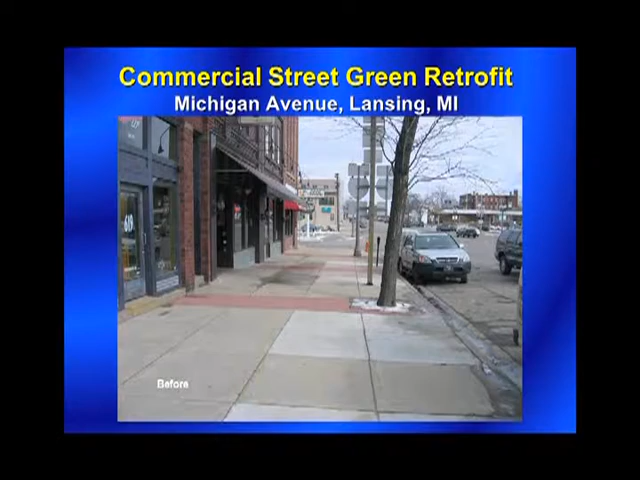 Commercial Street Green Retrofit
Michigan Avenue, Lansing, MI
Before